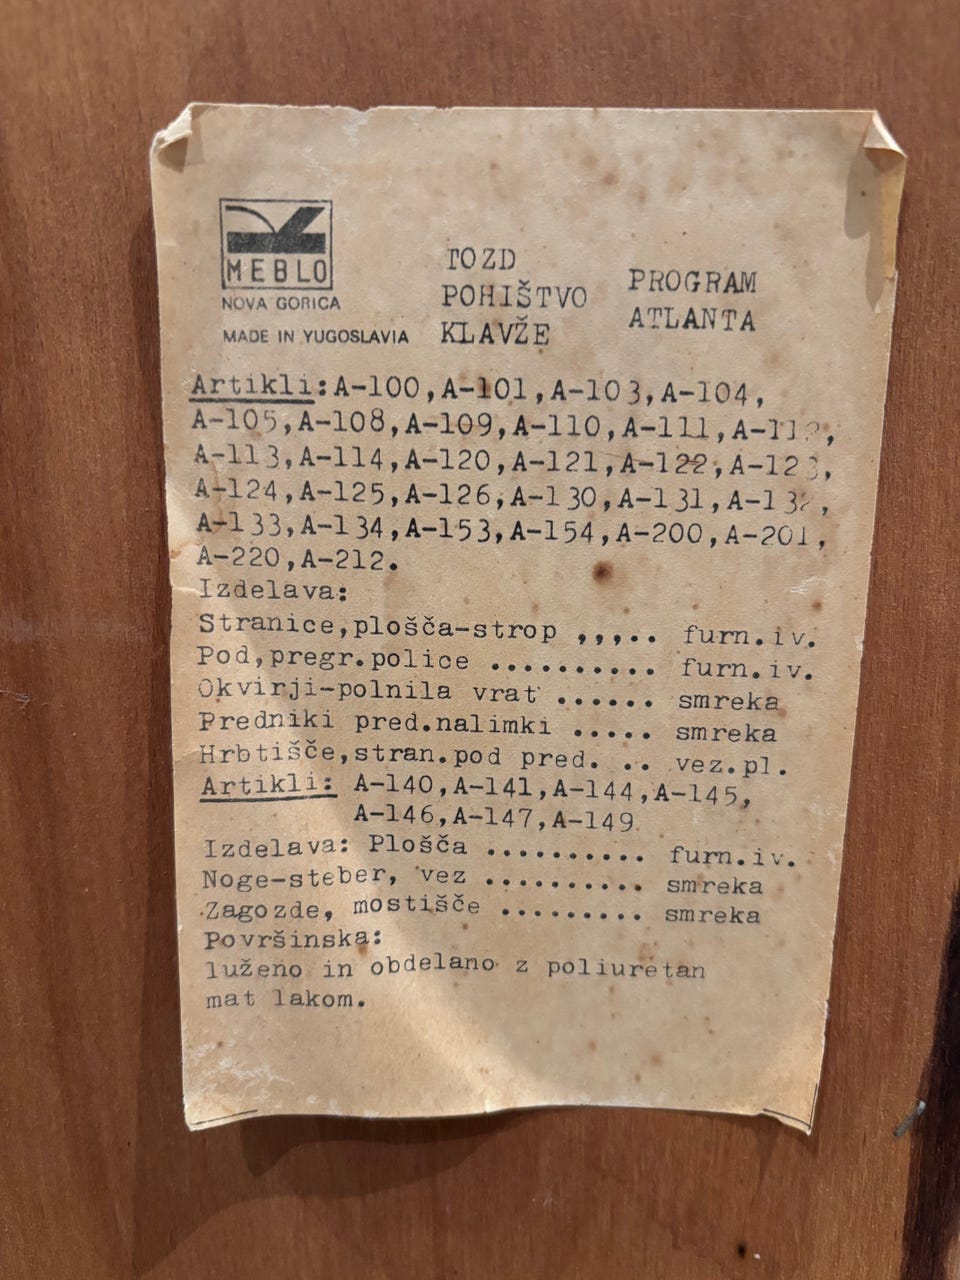 MEBLO
NOVA GORICA
MADE IN YUGOSLAVIA
TOZD
POHIŠTVO
KLAVŽE
PROGRAM
ATLANTA
Artikli:A-100,A-101,A-103,A-104,
A-105,A-108,A-109,A-110,A-111,A-112,
A-113,A-114,A-120,A-121,A-122,A-123,
A-124,A-125,A-126,A-130,A-131,A-132,
A-133,A-134,A-153,A-154,A-200,A-201,
A-220,A-212.
Izdelava:
Stranice,plošča-strop ,,,.. furn.iv.
Pod,pregr.police .......... furn.iv.
Okvirji-polnila vrat ...... smreka
Predniki pred.nalimki ..... smreka
Hrbtišče,stran.pod pred. .. vez.pl.
Artikli: A-140,A-141,A-144,A-145,
A-146,A-147,A-149.
Izdelava: Plošča .......... furn.iv.
Noge-steber, vez .......... smreka
Zagozde, mostišče ......... smreka
Površinska:
luženo in obdelano z poliuretan
mat lakom.